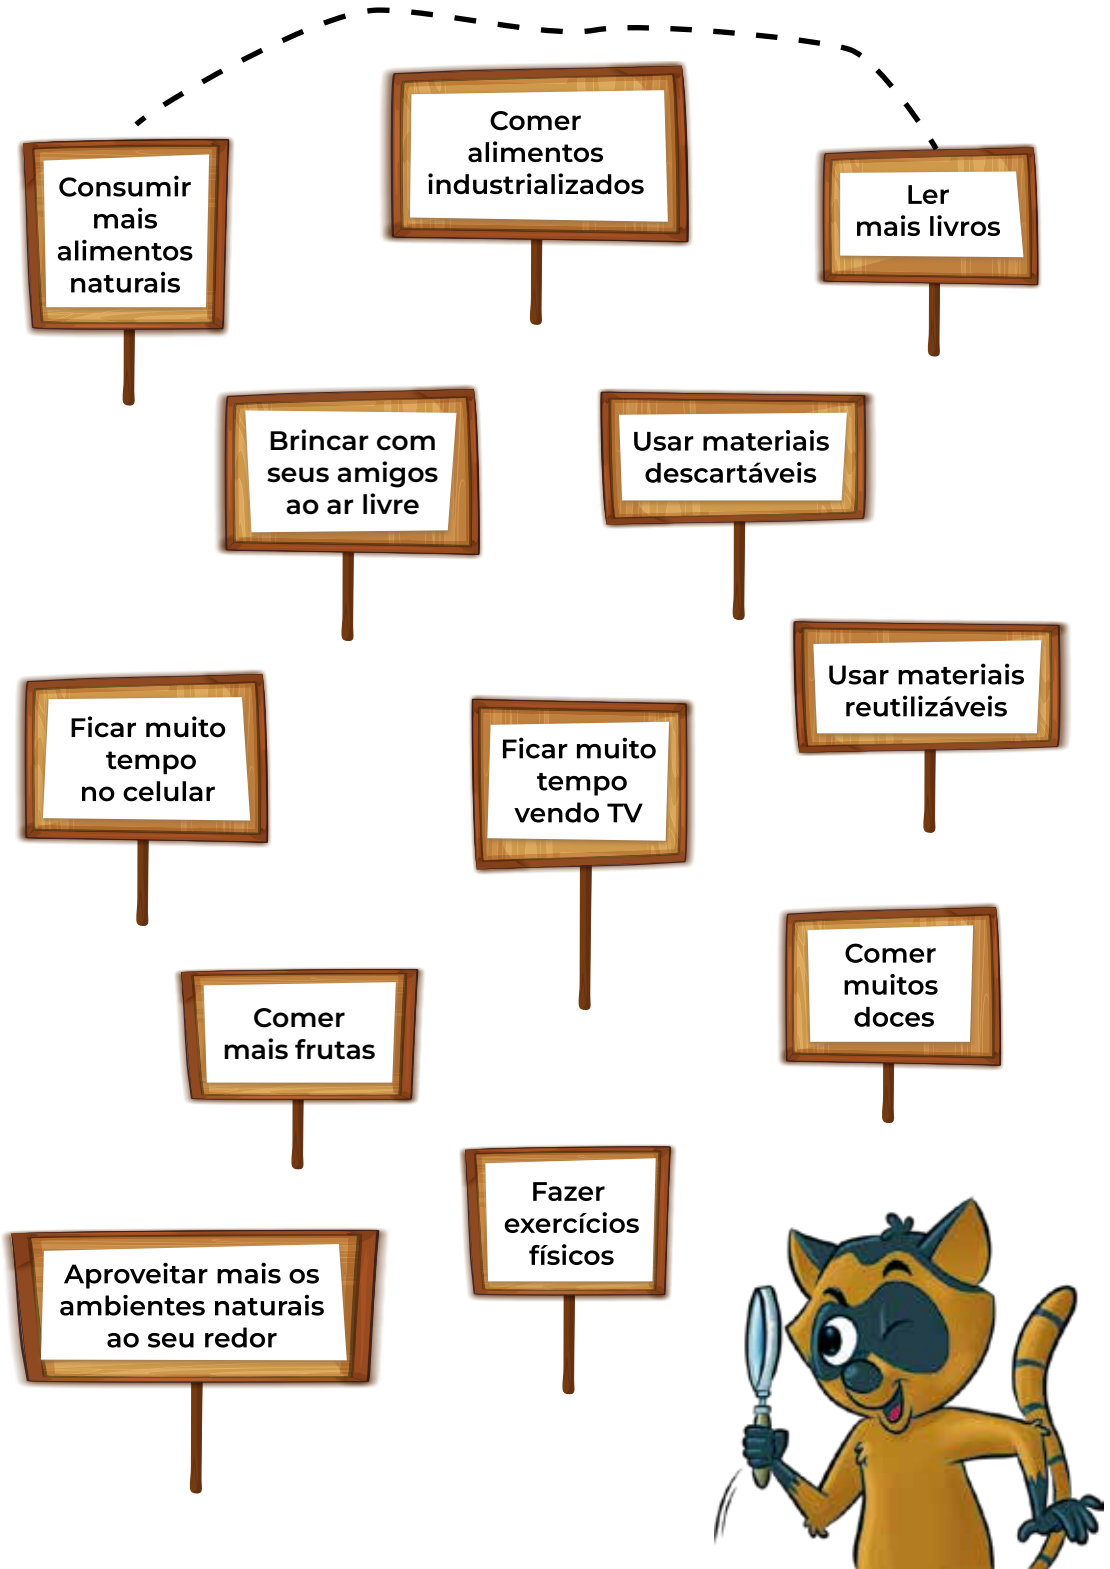 Comer
alimentos
industrializados
Consumir
mais
alimentos
naturais
Ler
mais livros
Brincar com
seus amigos
ao ar livre
Usar materiais
descartáveis
Usar materiais
reutilizáveis
Ficar muito
tempo
no celular
Ficar muito
tempo
vendo TV
Comer
muitos
doces
Comer
mais frutas
Fazer
exercícios
físicos
Aproveitar mais os
ambientes naturais
ao seu redor